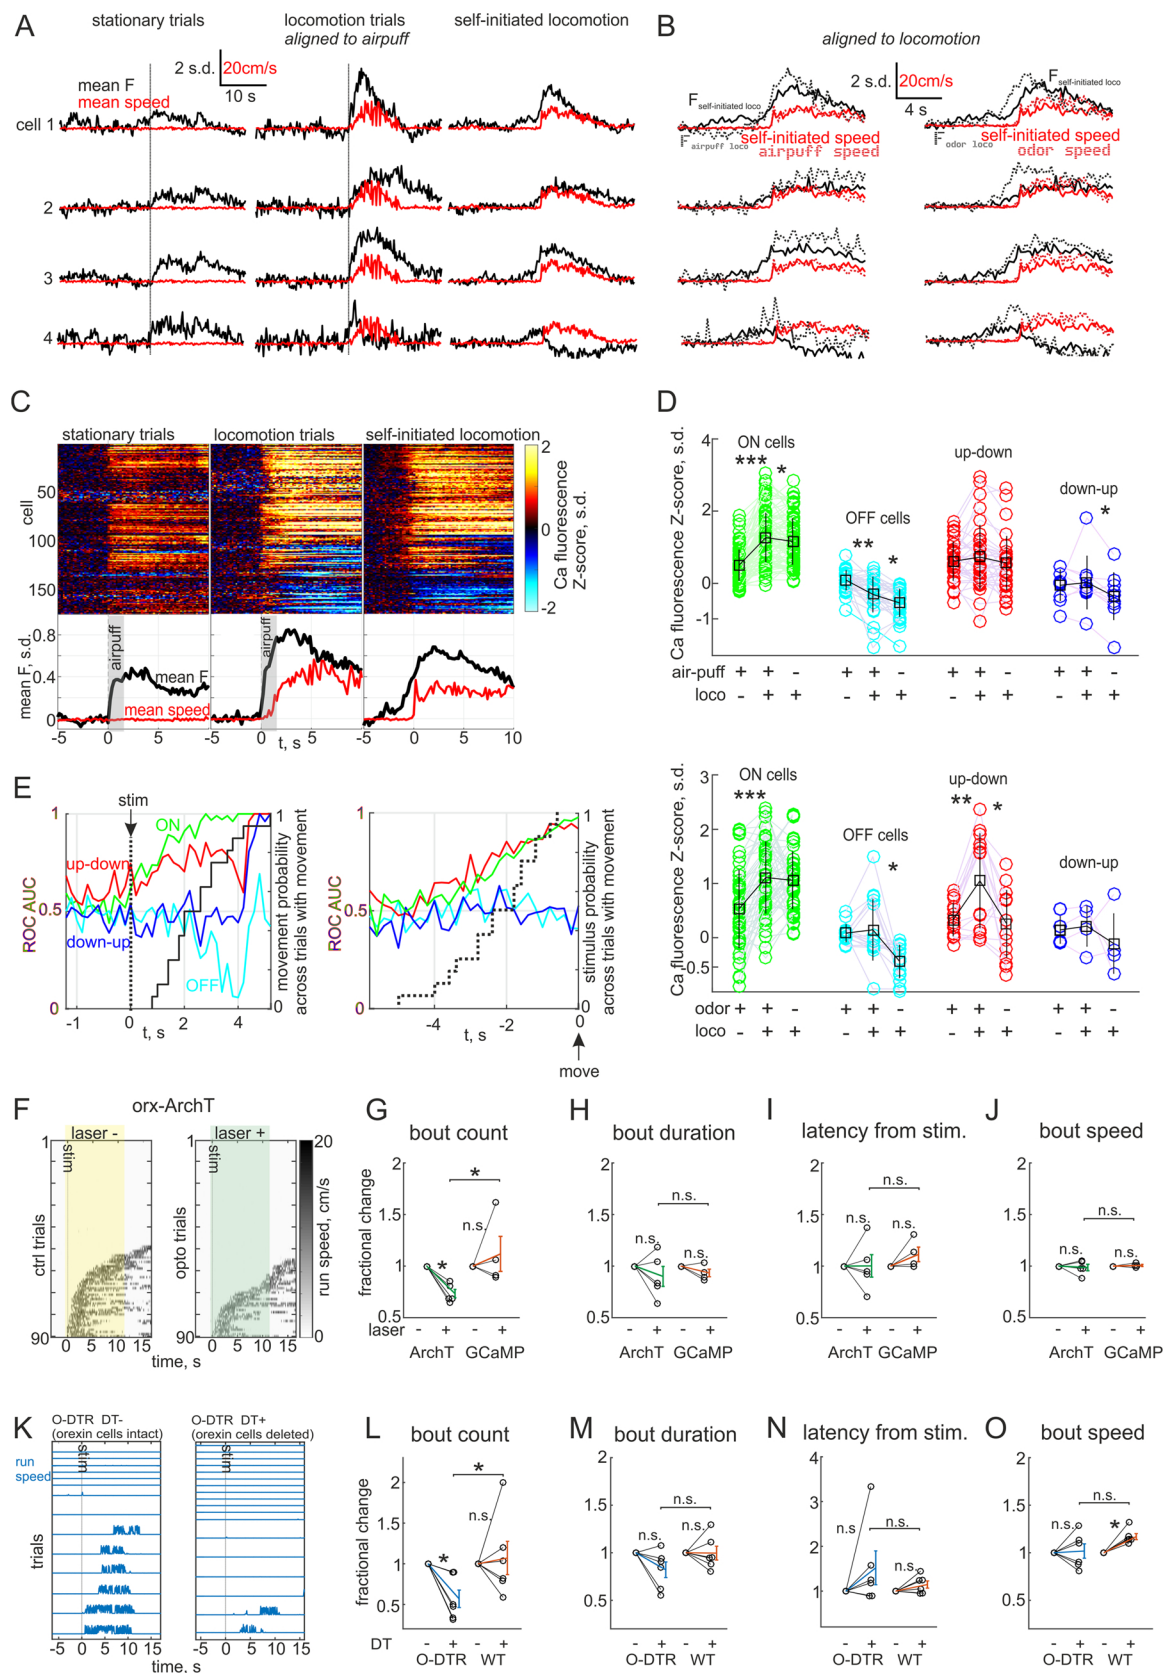 A
stationary trials
locomotion trials
aligned to airpuff
self-initiated locomotion
2 s.d.
20cm/s
10 s
mean F
mean speed
cell 1
2
3
4
B
aligned to locomotion
2 s.d.
20cm/s
4 s
F self-initiated loco
F self-initiated loco
self-initiated speed
F airpuff loco
airpuff speed
self-initiated speed
F odor loco
odor speed
C
stationary trials
locomotion trials
self-initiated locomotion
cell
50
100
150
2
0
-2
Ca fluorescence
Z-score, s.d.
mean F, s.d.
0.8
0.4
0
airpuff
mean F
mean speed
airpuff
-5 0 5
-5 0 5
-5 0 5 10
t, s
D
Ca fluorescence Z-score, s.d.
4
2
0
-1
ON cells
*** *
OFF cells
** *
up-down
down-up
*
air-puff + + - + + - + + - + + -
loco - + + - + + - + + - + +
Ca fluorescence Z-score, s.d.
3
2
1
0
-0.5
ON cells
***
OFF cells
*
up-down
** *
down-up
odor + + - + + - + + - + + -
loco - + + - + + - + + - + +
E
stim
ROC AUC
1
0.5
0
ON
up-down
down-up
OFF
-1 0 2 4
t, s
1
0.5
0
movement probability
across trials with movement
ROC AUC
1
0.5
0
-4 -2 0
t, s
move
1
0.5
0
stimulus probability
across trials with movement
F
orx-ArchT
laser -
laser +
stim
stim
ctrl trials
1
90
opto trials
1
90
0 5 10 15
0 5 10 15
time, s
20
0
run speed, cm/s
G
bout count
fractional change
2
1.5
1
0.5
*
n.s.
*
laser - + - +
ArchT GCaMP
H
bout duration
2
1.5
1
0.5
n.s.
n.s.
n.s.
- + - +
ArchT GCaMP
I
latency from stim.
2
1.5
1
0.5
n.s.
n.s.
n.s.
- + - +
ArchT GCaMP
J
bout speed
2
1.5
1
0.5
n.s.
n.s.
n.s.
- + - +
ArchT GCaMP
K
O-DTR DT-
(orexin cells intact)
O-DTR DT+
(orexin cells deleted)
stim
stim
run
speed
trials
-5 0 5 10 15
-5 0 5 10 15
time, s
L
bout count
fractional change
2
1.5
1
0.5
0
*
n.s.
*
DT - + - +
O-DTR WT
M
bout duration
2
1.5
1
0.5
n.s.
n.s.
n.s.
- + - +
O-DTR WT
N
latency from stim.
4
3
2
1
0
n.s
n.s.
n.s.
- + - +
O-DTR WT
O
bout speed
2
1.5
1
0.5
n.s.
n.s.
*
- + - +
O-DTR WT